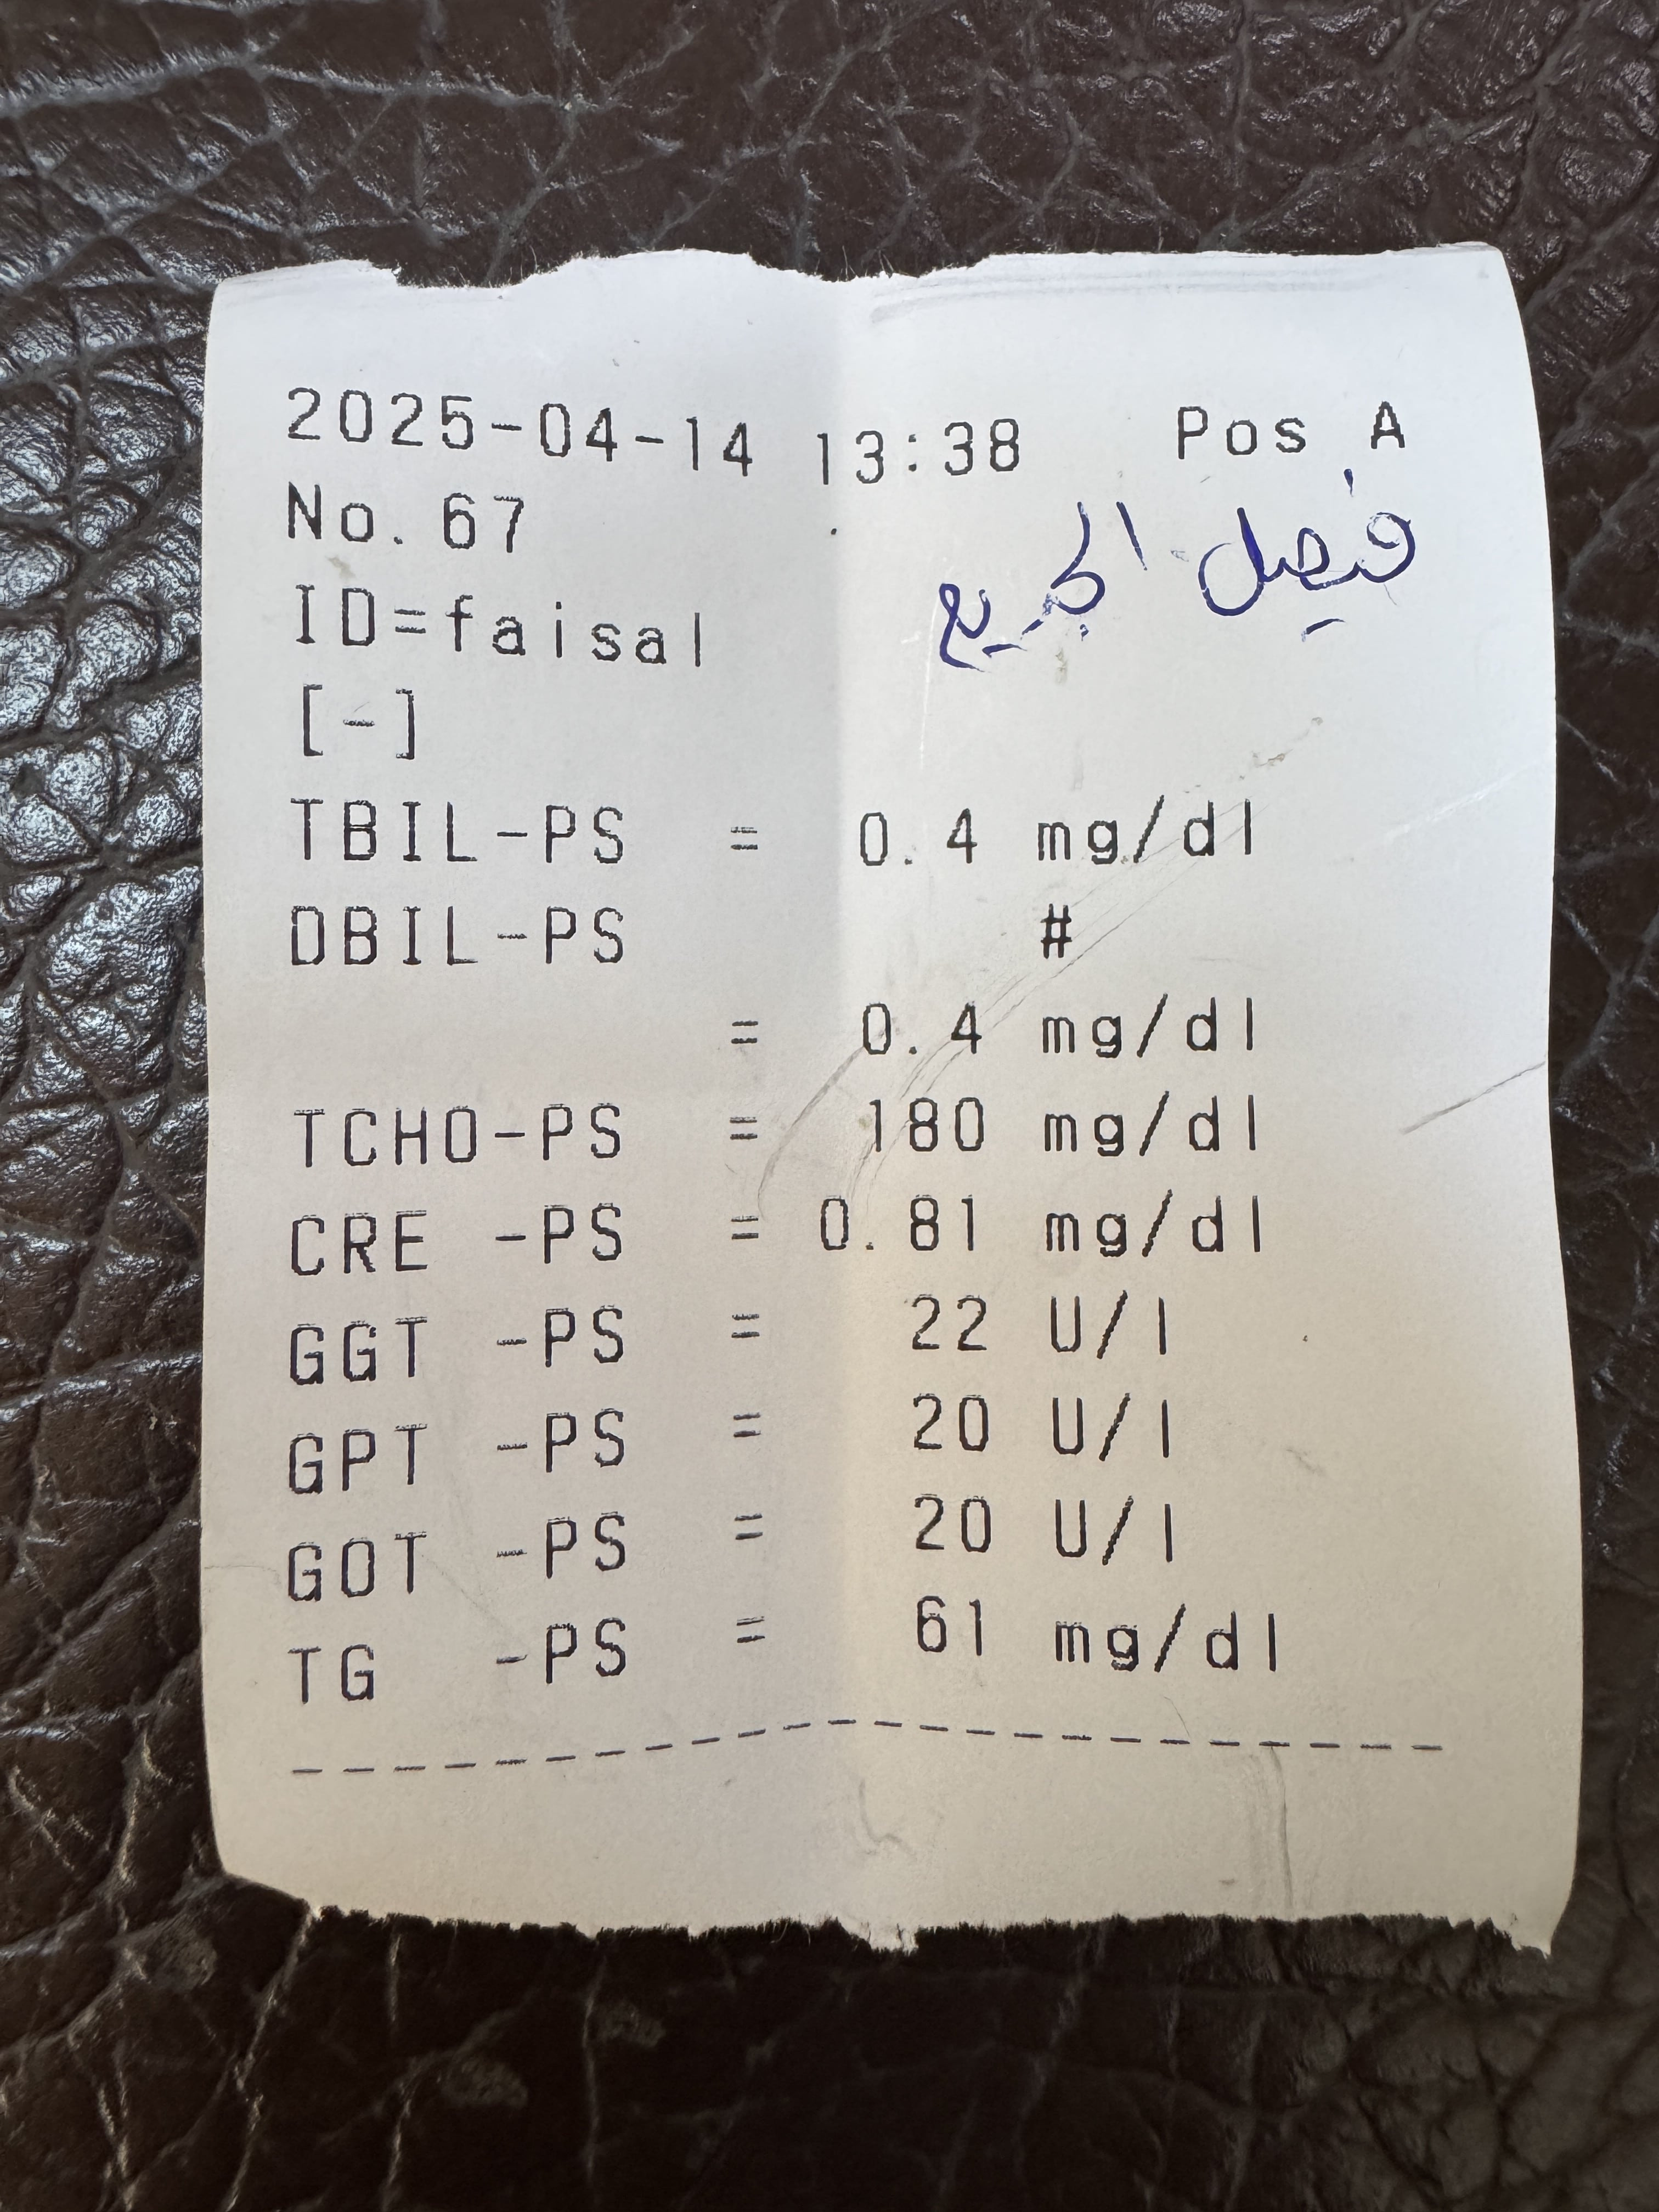 2025-04-14 13:38 Pos A
No. 67
فيصل
ID=faisal
[-]
TBIL-PS = 0.4 mg/dl
DBIL-PS #
= 0.4 mg/dl
TCHO-PS = 180 mg/dl
CRE -PS = 0.81 mg/dl
GGT -PS = 22 U/l
GPT -PS = 20 U/l
GOT -PS = 20 U/l
TG -PS = 61 mg/dl